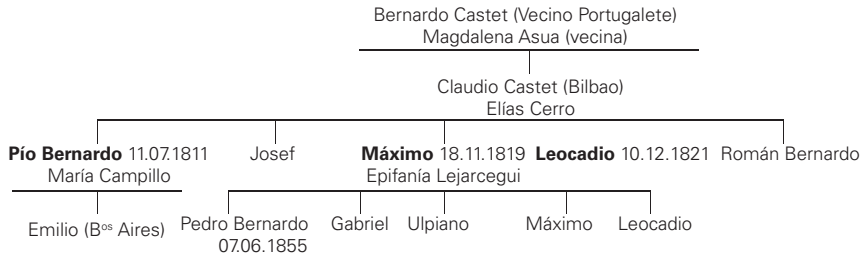 Bernardo Castet (Vecino Portugalete)
Magdalena Asua (vecina)
Claudio Castet (Bilbao)
Elías Cerro
Pío Bernardo 11.07.1811 Josef Máximo 18.11.1819 Leocadio 10.12.1821 Román Bernardo
María Campillo Epifanía Lejarcegui
Emilio (Bos Aires) Pedro Bernardo Gabriel Ulpiano Máximo Leocadio
07.06.1855